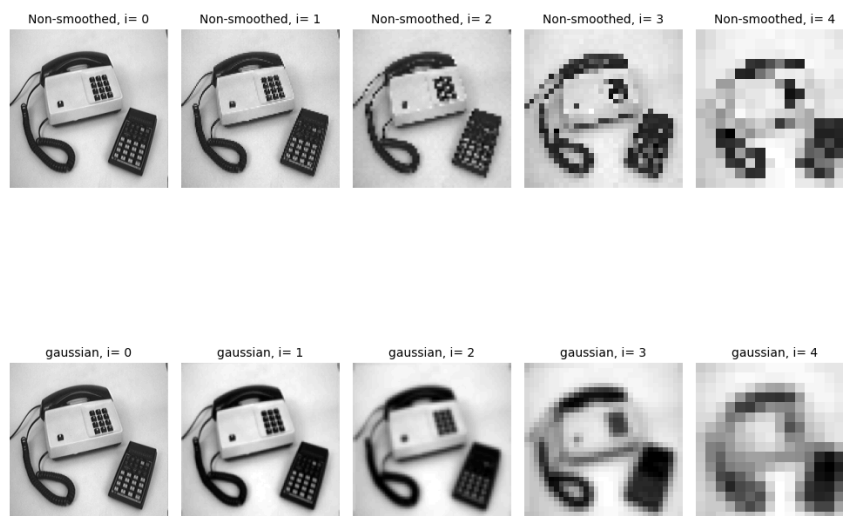 Non-smoothed, i= 0
Non-smoothed, i= 1
Non-smoothed, i= 2
Non-smoothed, i= 3
Non-smoothed, i= 4
gaussian, i= 0
gaussian, i= 1
gaussian, i= 2
gaussian, i= 3
gaussian, i= 4